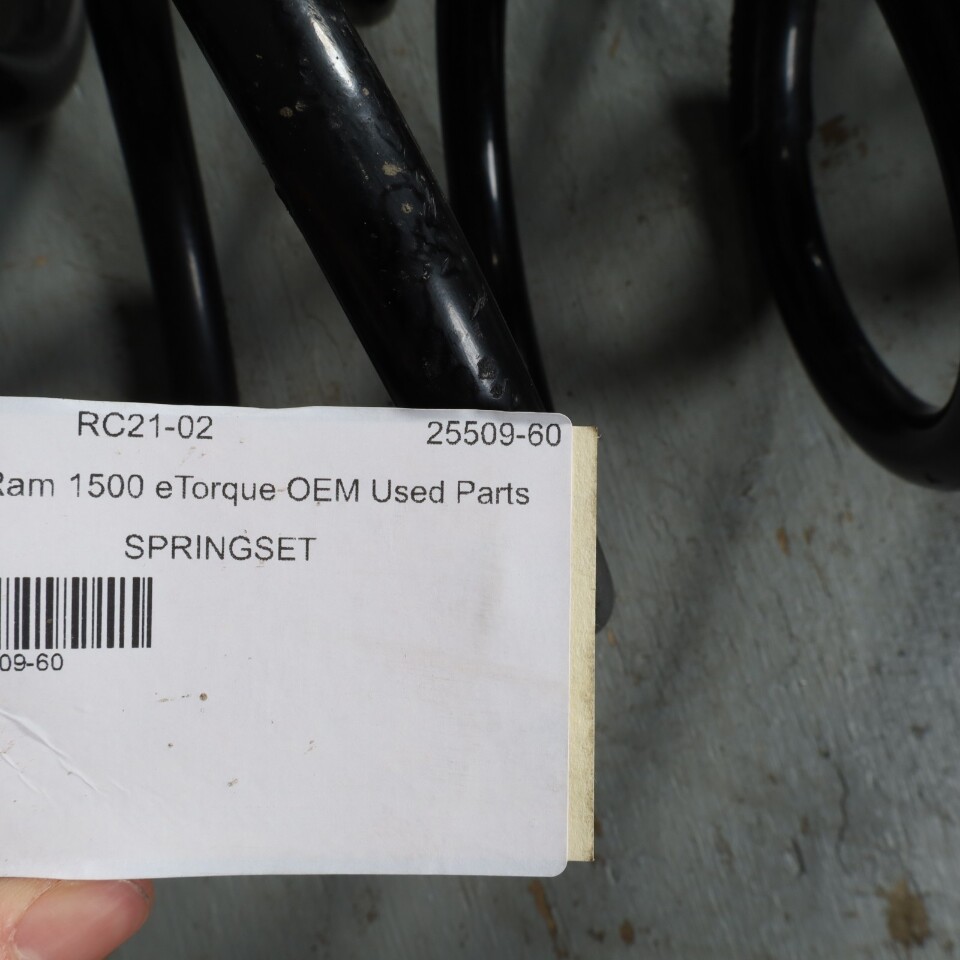 RC21-02 25509-60
Ram 1500 eTorque OEM Used Parts
SPRINGSET
09-60